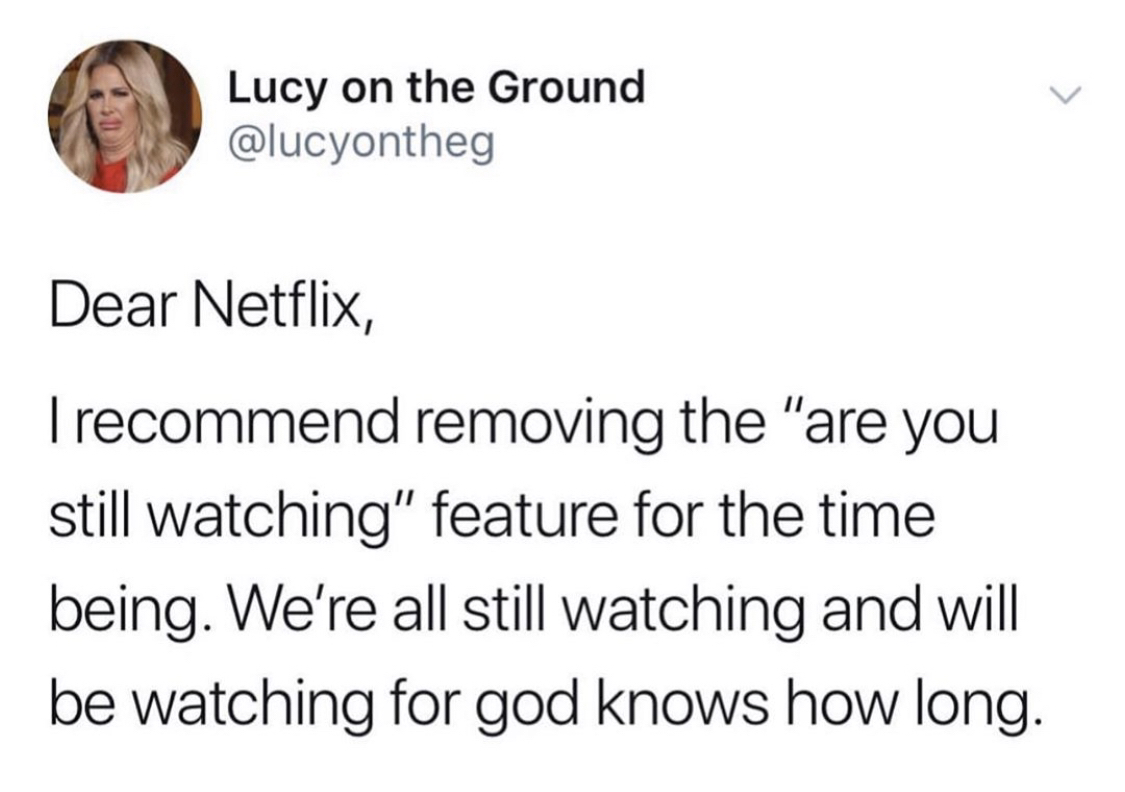 Lucy on the Ground
@lucyontheg
Dear Netflix,
I recommend removing the "are you
still watching" feature for the time
being. We're all still watching and will
be watching for god knows how long.